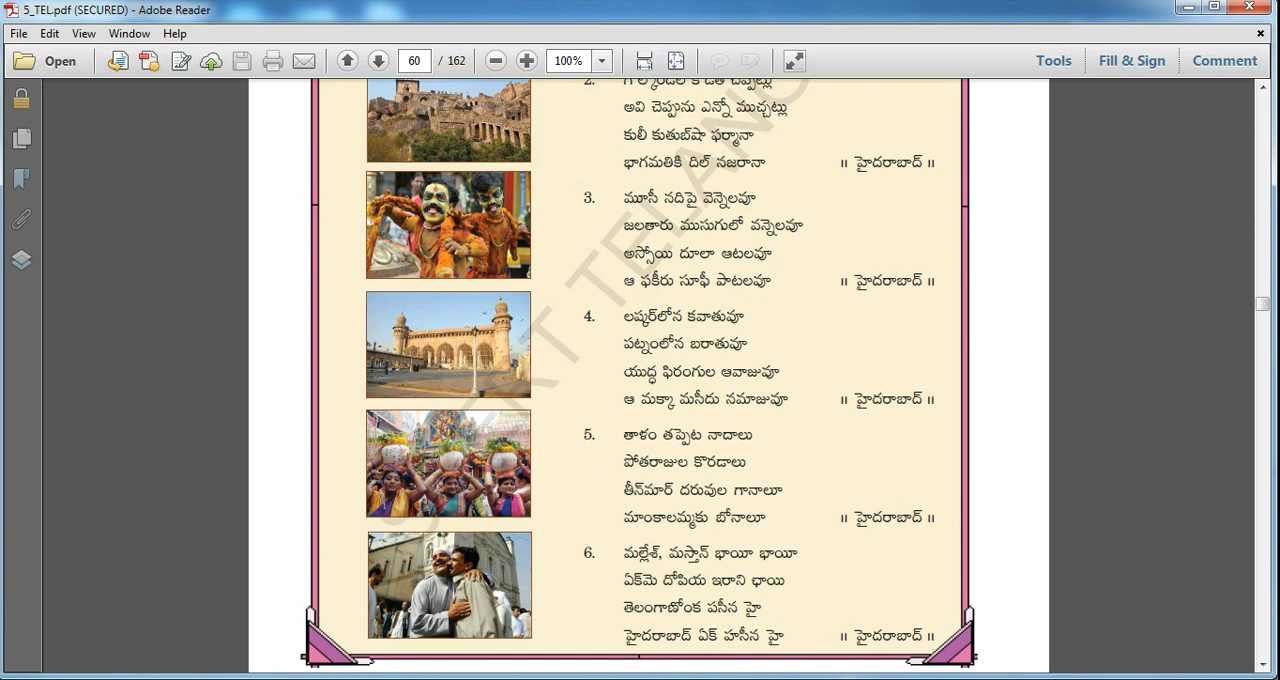 5_TEL.pdf (SECURED) - Adobe Reader
File Edit View Window Help
Open 60 / 162 100% Tools Fill & Sign Comment
2.
అవి చెప్పును ఎన్నో ముచ్చట్లు
కులీ కుతుబ్‌షా ఫర్మానా
భాగమతికి దిల్ నజరానా ॥ హైదరాబాద్ ॥
3. మూసీ నదిపై వెన్నెలవూ
జలతారు ముసుగులో వన్నెలవూ
అస్సోయి దూలా ఆటలవూ
ఆ ఫకీరు సూఫీ పాటలవూ ॥ హైదరాబాద్ ॥
4. లష్కర్‌లోన కవాతువూ
పట్నంలోన బరాతువూ
యుద్ధ ఫిరంగుల ఆవాజువూ
ఆ మక్కా మసీదు నమాజువూ ॥ హైదరాబాద్ ॥
5. తాళం తప్పెట నాదాలు
పోతరాజుల కొరడాలు
తీన్‌మార్ దరువుల గానాలూ
మాంకాలమ్మకు బోనాలూ ॥ హైదరాబాద్ ॥
6. మల్లేశ్, మస్తాన్ భాయీ భాయీ
ఏక్‌మె దోపియ ఇరాని ఛాయి
తెలంగాణోంక పసీన హై
హైదరాబాద్ ఏక్ హసీన హై ॥ హైదరాబాద్ ॥